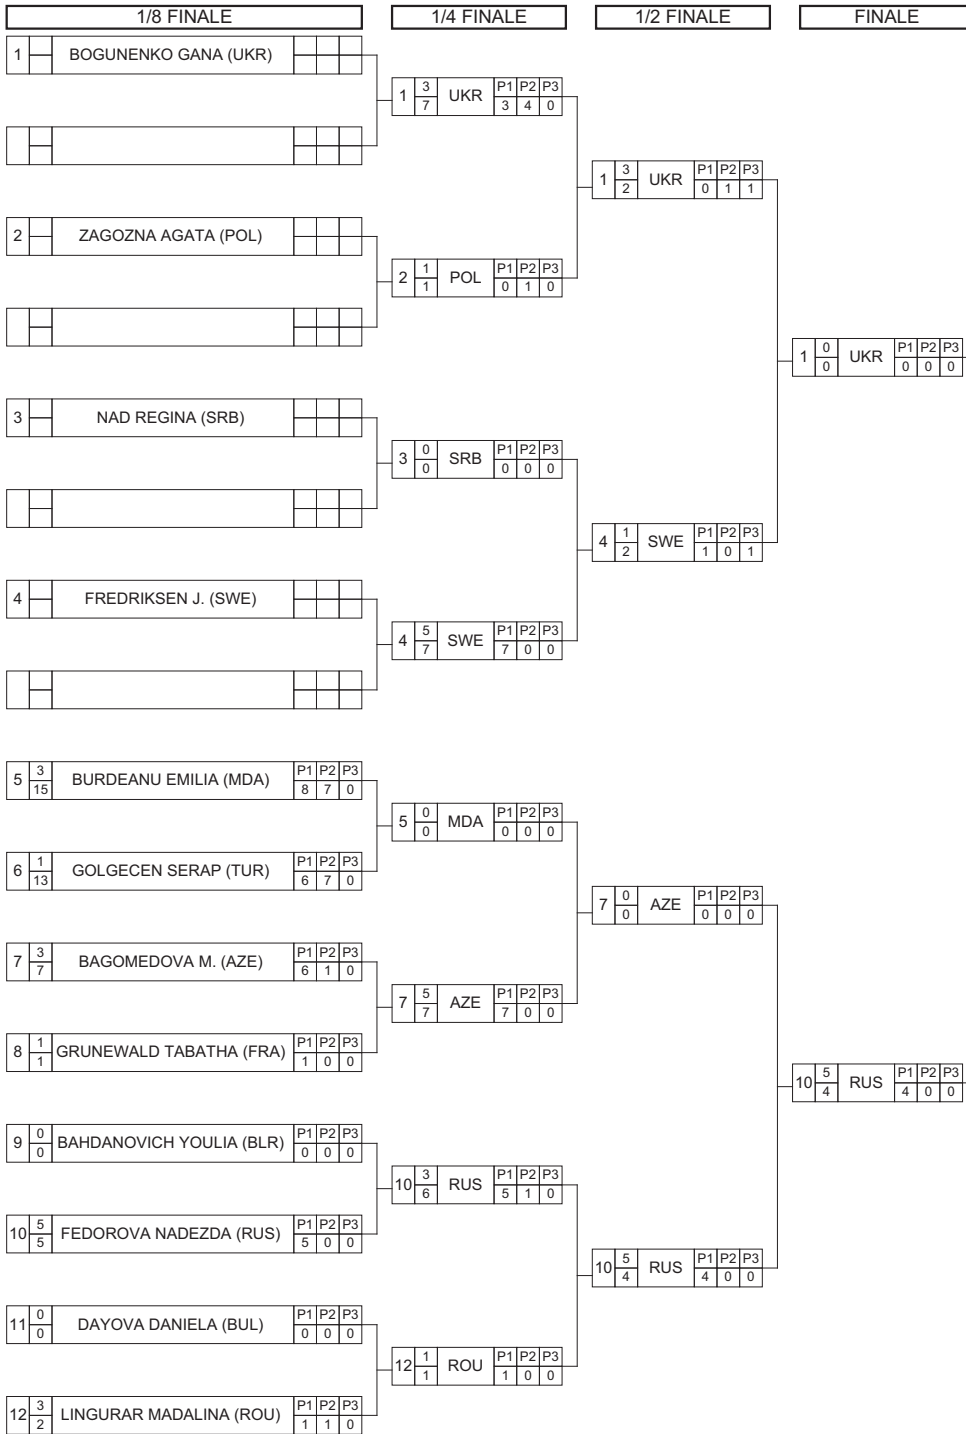 1/8 FINALE 1/4 FINALE 1/2 FINALE FINALE
1 BOGUNENKO GANA (UKR)
1 3 7 UKR P1 P2 P3 3 4 0
1 3 2 UKR P1 P2 P3 0 1 1
2 ZAGOZNA AGATA (POL)
2 1 1 POL P1 P2 P3 0 1 0
1 0 0 UKR P1 P2 P3 0 0 0
3 NAD REGINA (SRB)
3 0 0 SRB P1 P2 P3 0 0 0
4 1 2 SWE P1 P2 P3 1 0 1
4 FREDRIKSEN J. (SWE)
4 5 7 SWE P1 P2 P3 7 0 0
5 3 15 BURDEANU EMILIA (MDA) P1 P2 P3 8 7 0
5 0 0 MDA P1 P2 P3 0 0 0
6 1 13 GOLGECEN SERAP (TUR) P1 P2 P3 6 7 0
7 0 0 AZE P1 P2 P3 0 0 0
7 3 7 BAGOMEDOVA M. (AZE) P1 P2 P3 6 1 0
7 5 7 AZE P1 P2 P3 7 0 0
8 1 1 GRUNEWALD TABATHA (FRA) P1 P2 P3 1 0 0
10 5 4 RUS P1 P2 P3 4 0 0
9 0 0 BAHDANOVICH YOULIA (BLR) P1 P2 P3 0 0 0
10 3 6 RUS P1 P2 P3 5 1 0
10 5 5 FEDOROVA NADEZDA (RUS) P1 P2 P3 5 0 0
10 5 4 RUS P1 P2 P3 4 0 0
11 0 0 DAYOVA DANIELA (BUL) P1 P2 P3 0 0 0
12 1 1 ROU P1 P2 P3 1 0 0
12 3 2 LINGURAR MADALINA (ROU) P1 P2 P3 1 1 0